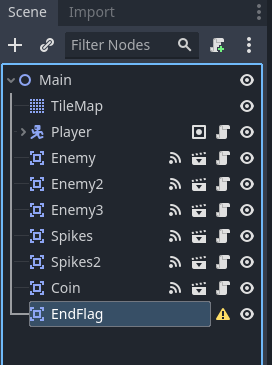 Scene Import
Filter Nodes
Main
TileMap
Player
Enemy
Enemy2
Enemy3
Spikes
Spikes2
Coin
EndFlag